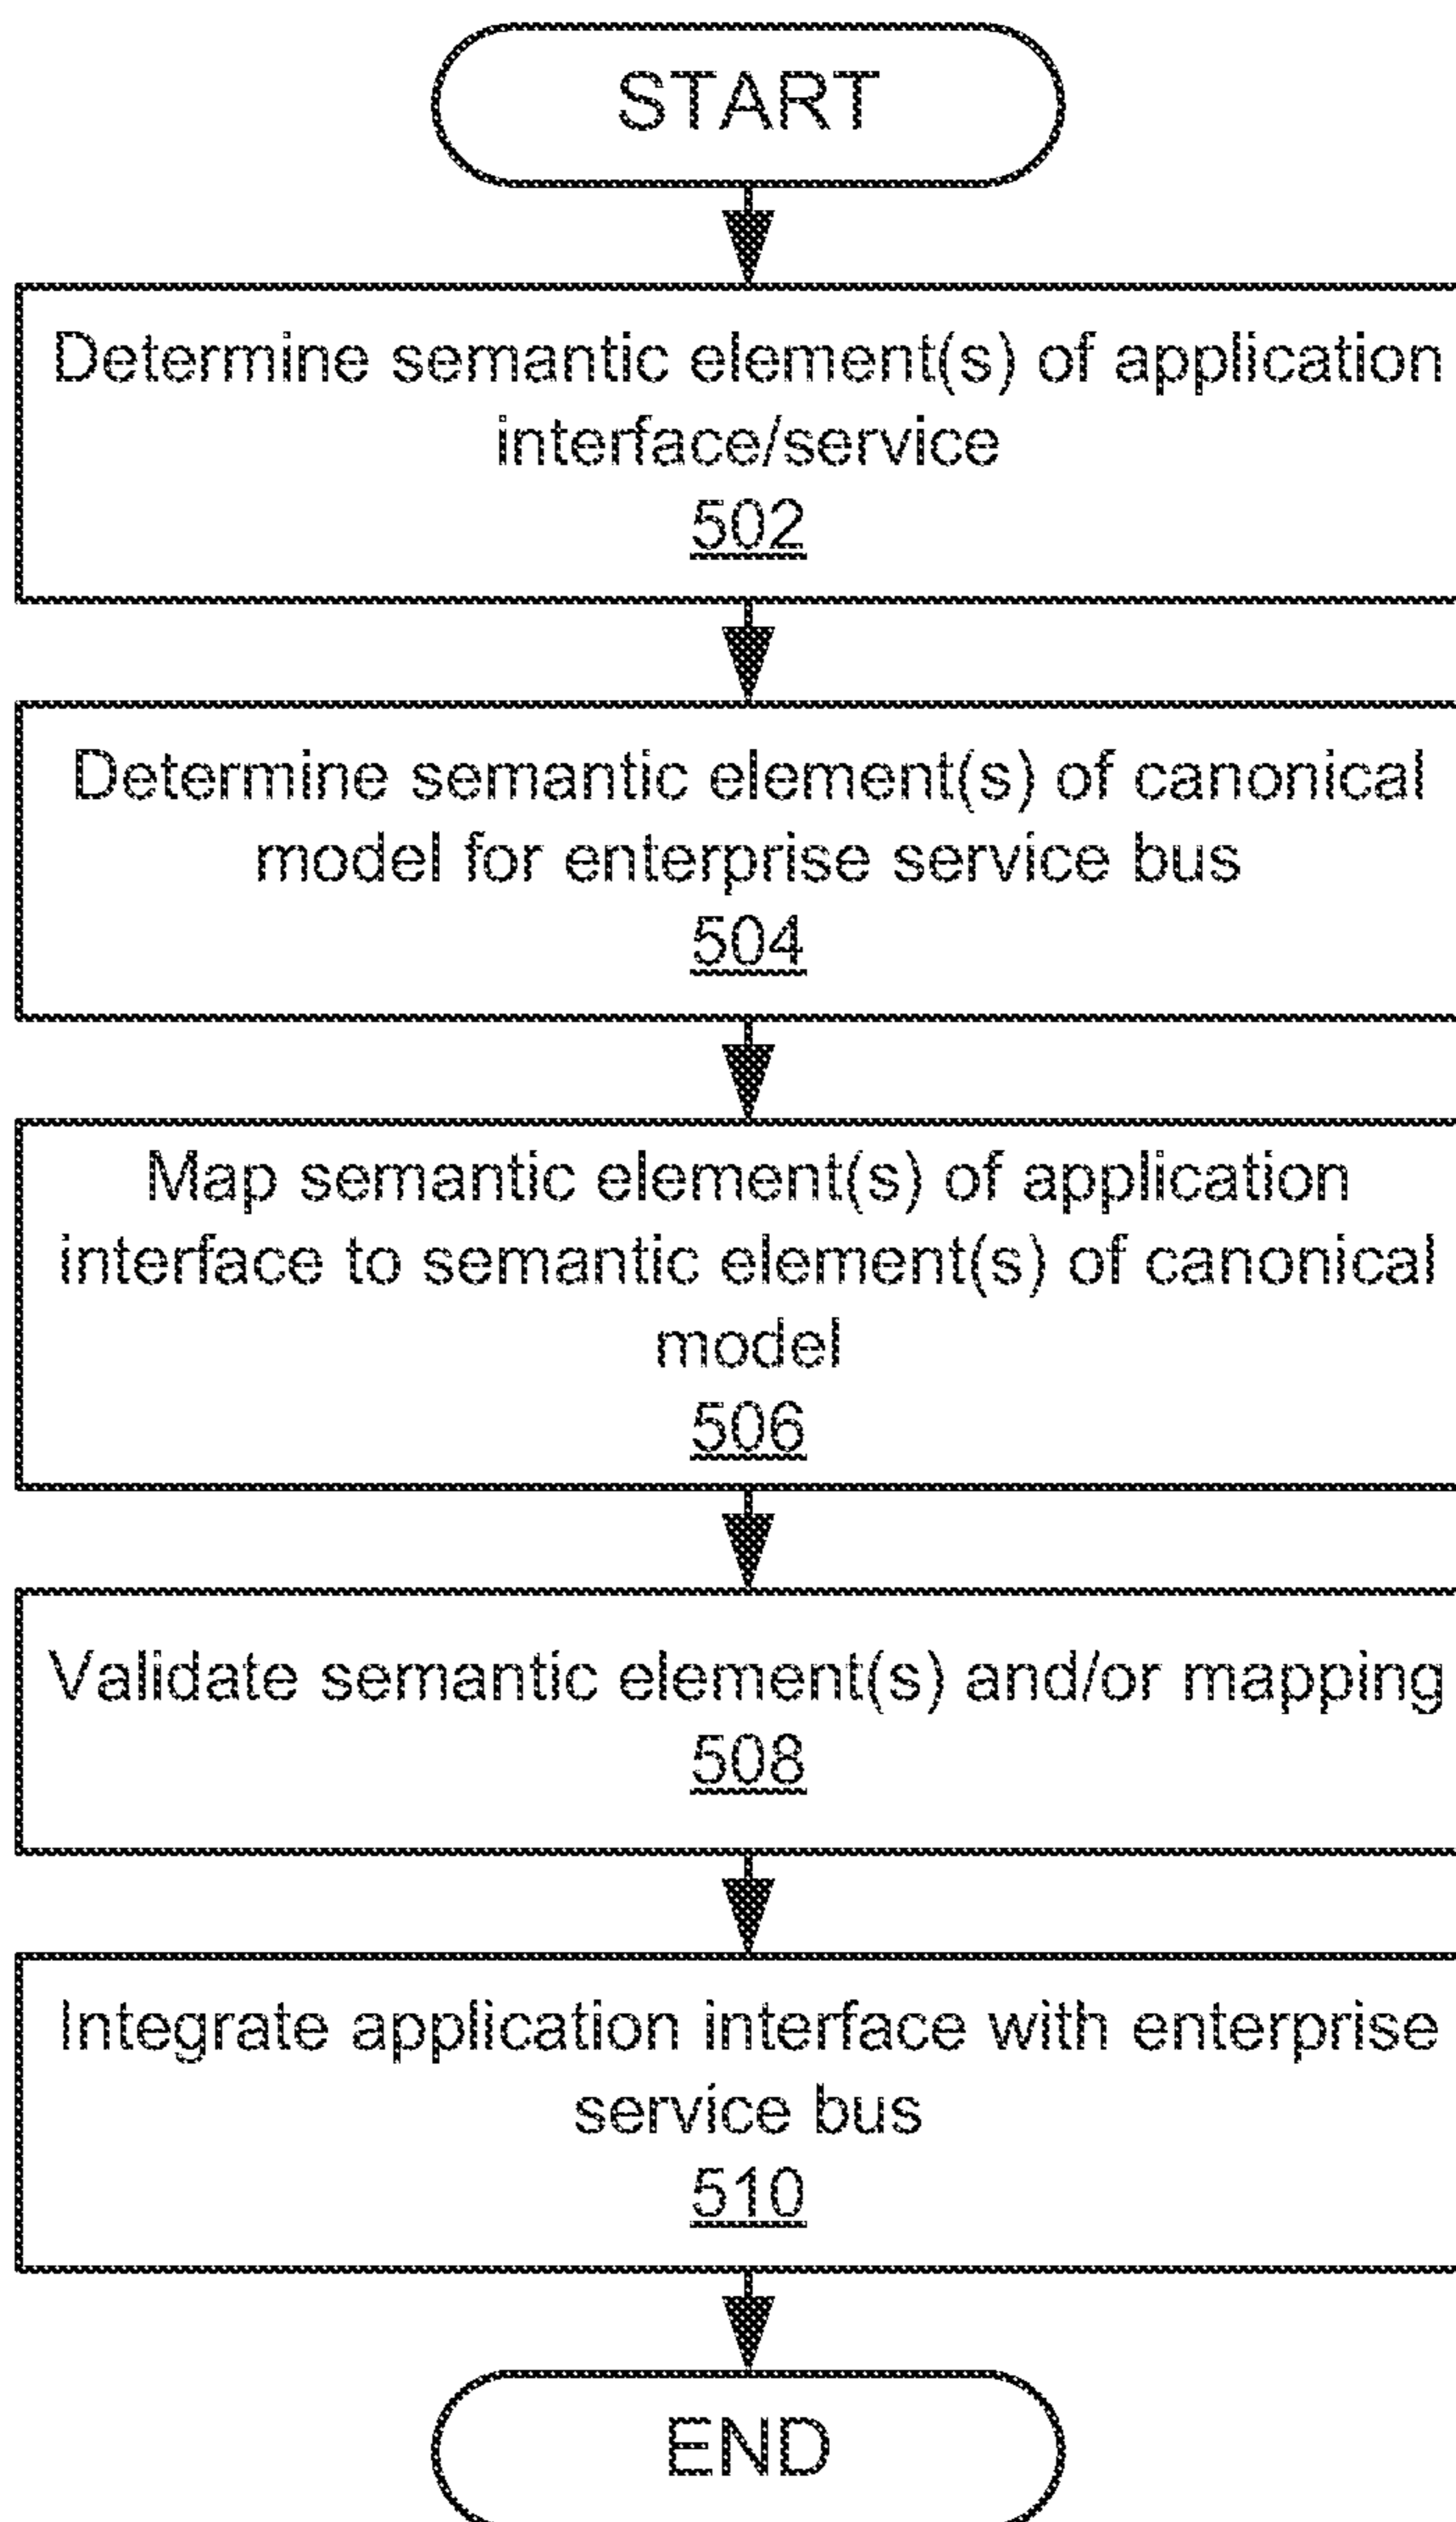 START
Determine semantic element(s) of application
interface/service
502
Determine semantic element(s) of canonical
model for enterprise service bus
504
Map semantic element(s) of application
interface to semantic element(s) of canonical
model
506
Validate semantic element(s) and/or mapping
508
Integrate application interface with enterprise
service bus
510
END